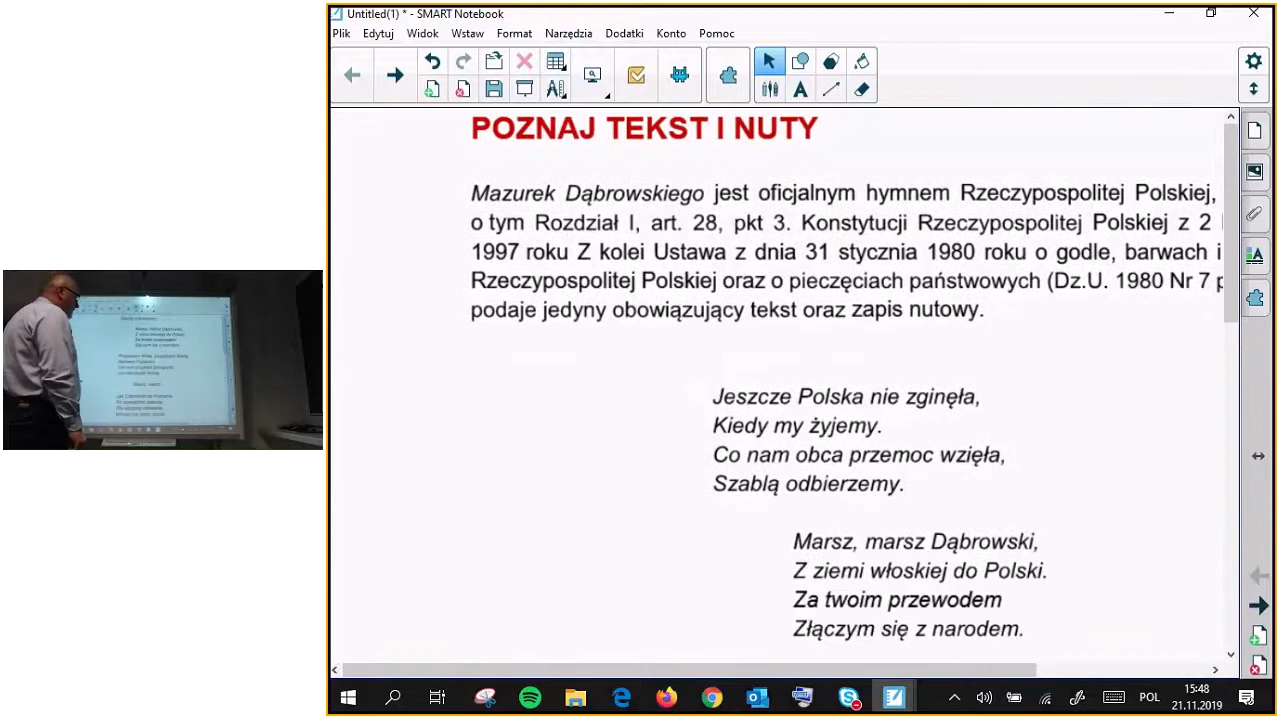 Untitled(1) * - SMART Notebook
Plik Edytuj Widok Wstaw Format Narzędzia Dodatki Konto Pomoc
POZNAJ TEKST I NUTY
Mazurek Dąbrowskiego jest oficjalnym hymnem Rzeczypospolitej Polskiej,
o tym Rozdział I, art. 28, pkt 3. Konstytucji Rzeczypospolitej Polskiej z 2
1997 roku Z kolei Ustawa z dnia 31 stycznia 1980 roku o godle, barwach i
Rzeczypospolitej Polskiej oraz o pieczęciach państwowych (Dz.U. 1980 Nr 7 p
podaje jedyny obowiązujący tekst oraz zapis nutowy.
Jeszcze Polska nie zginęła,
Kiedy my żyjemy.
Co nam obca przemoc wzięła,
Szablą odbierzemy.
Marsz, marsz Dąbrowski,
Z ziemi włoskiej do Polski.
Za twoim przewodem
Złączym się z narodem.
POL
15:48
21.11.2019